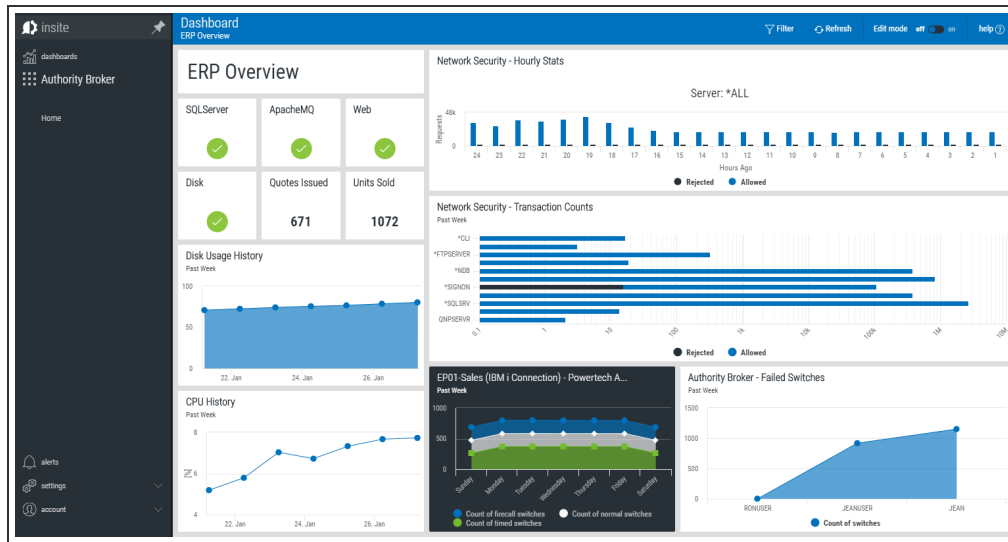 insite
dashboards
Authority Broker
Home
alerts
settings
account
Dashboard
ERP Overview
Filter
Refresh
Edit mode off on
help ?
ERP Overview
SQLServer
ApacheMQ
Web
Disk
Quotes Issued
Units Sold
671
1072
Disk Usage History
Past Week
100
50
0
22. Jan 24. Jan 26. Jan
CPU History
Past Week
8
[%]
6
4
22. Jan 24. Jan 26. Jan
Network Security - Hourly Stats
Server: *ALL
Requests
48k
0
24 23 22 21 20 19 18 17 16 15 14 13 12 11 10 9 8 7 6 5 4 3 2 1
Hours Ago
Rejected Allowed
Network Security - Transaction Counts
Past Week
*CLI
*FTPSERVER
*NDB
*SIGNON
*SQLSRV
QNPSERVR
0.1 1 10 100 1k 10k 100k 1M 10M
Rejected Allowed
EP01-Sales (IBM i Connection) - Powertech A...
Past Week
1000
500
0
Sunday Monday Tuesday Wednesday Thursday Friday Saturday
Count of firecall switches Count of normal switches
Count of timed switches
Authority Broker - Failed Switches
Past Week
1500
1000
500
0
RONUSER JEANUSER JEAN
Count of switches